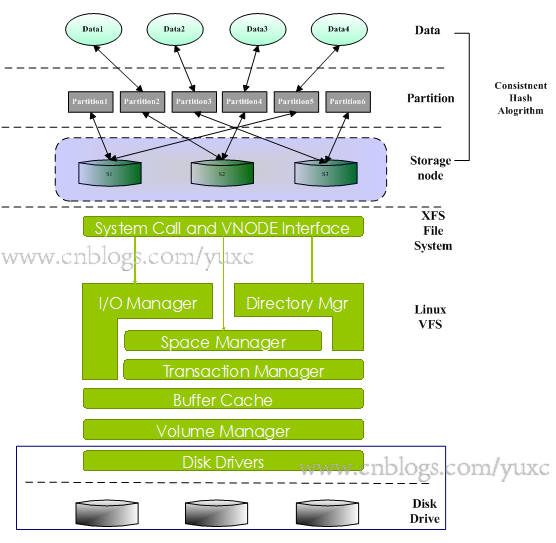 Data1 Data2 Data3 Data4 Data
Partition1 Partition2 Partition3 Partition4 Partition5 Partition6 Partition
Consistnent
Hash
Alogrithm
S1 S2 S3
Storage
node
System Call and VNODE Interface
XFS
File
System
www.cnblogs.com/yuxc
I/O Manager Directory Mgr
Linux
VFS
Space Manager
Transaction Manager
Buffer Cache
Volume Manager
Disk Drivers
www.cnblogs.com/yuxc
Disk
Drive